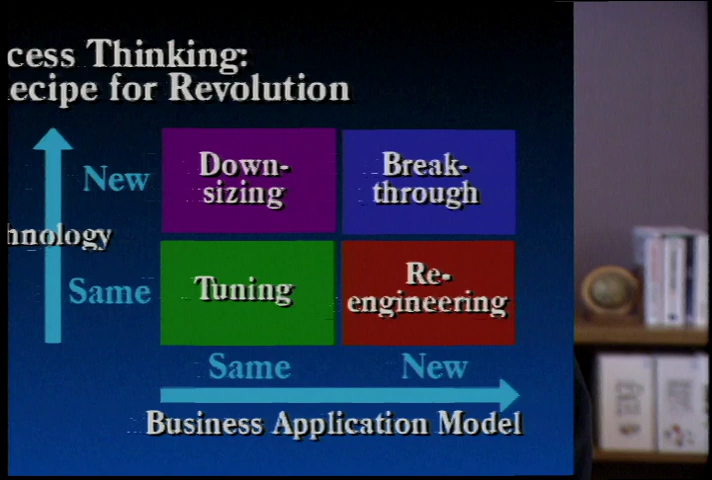 cess Thinking:
ecipe for Revolution
New
Down-
sizing
Break-
through
hnology
Same
Tuning
Re-
engineering
Same
New
Business Application Model